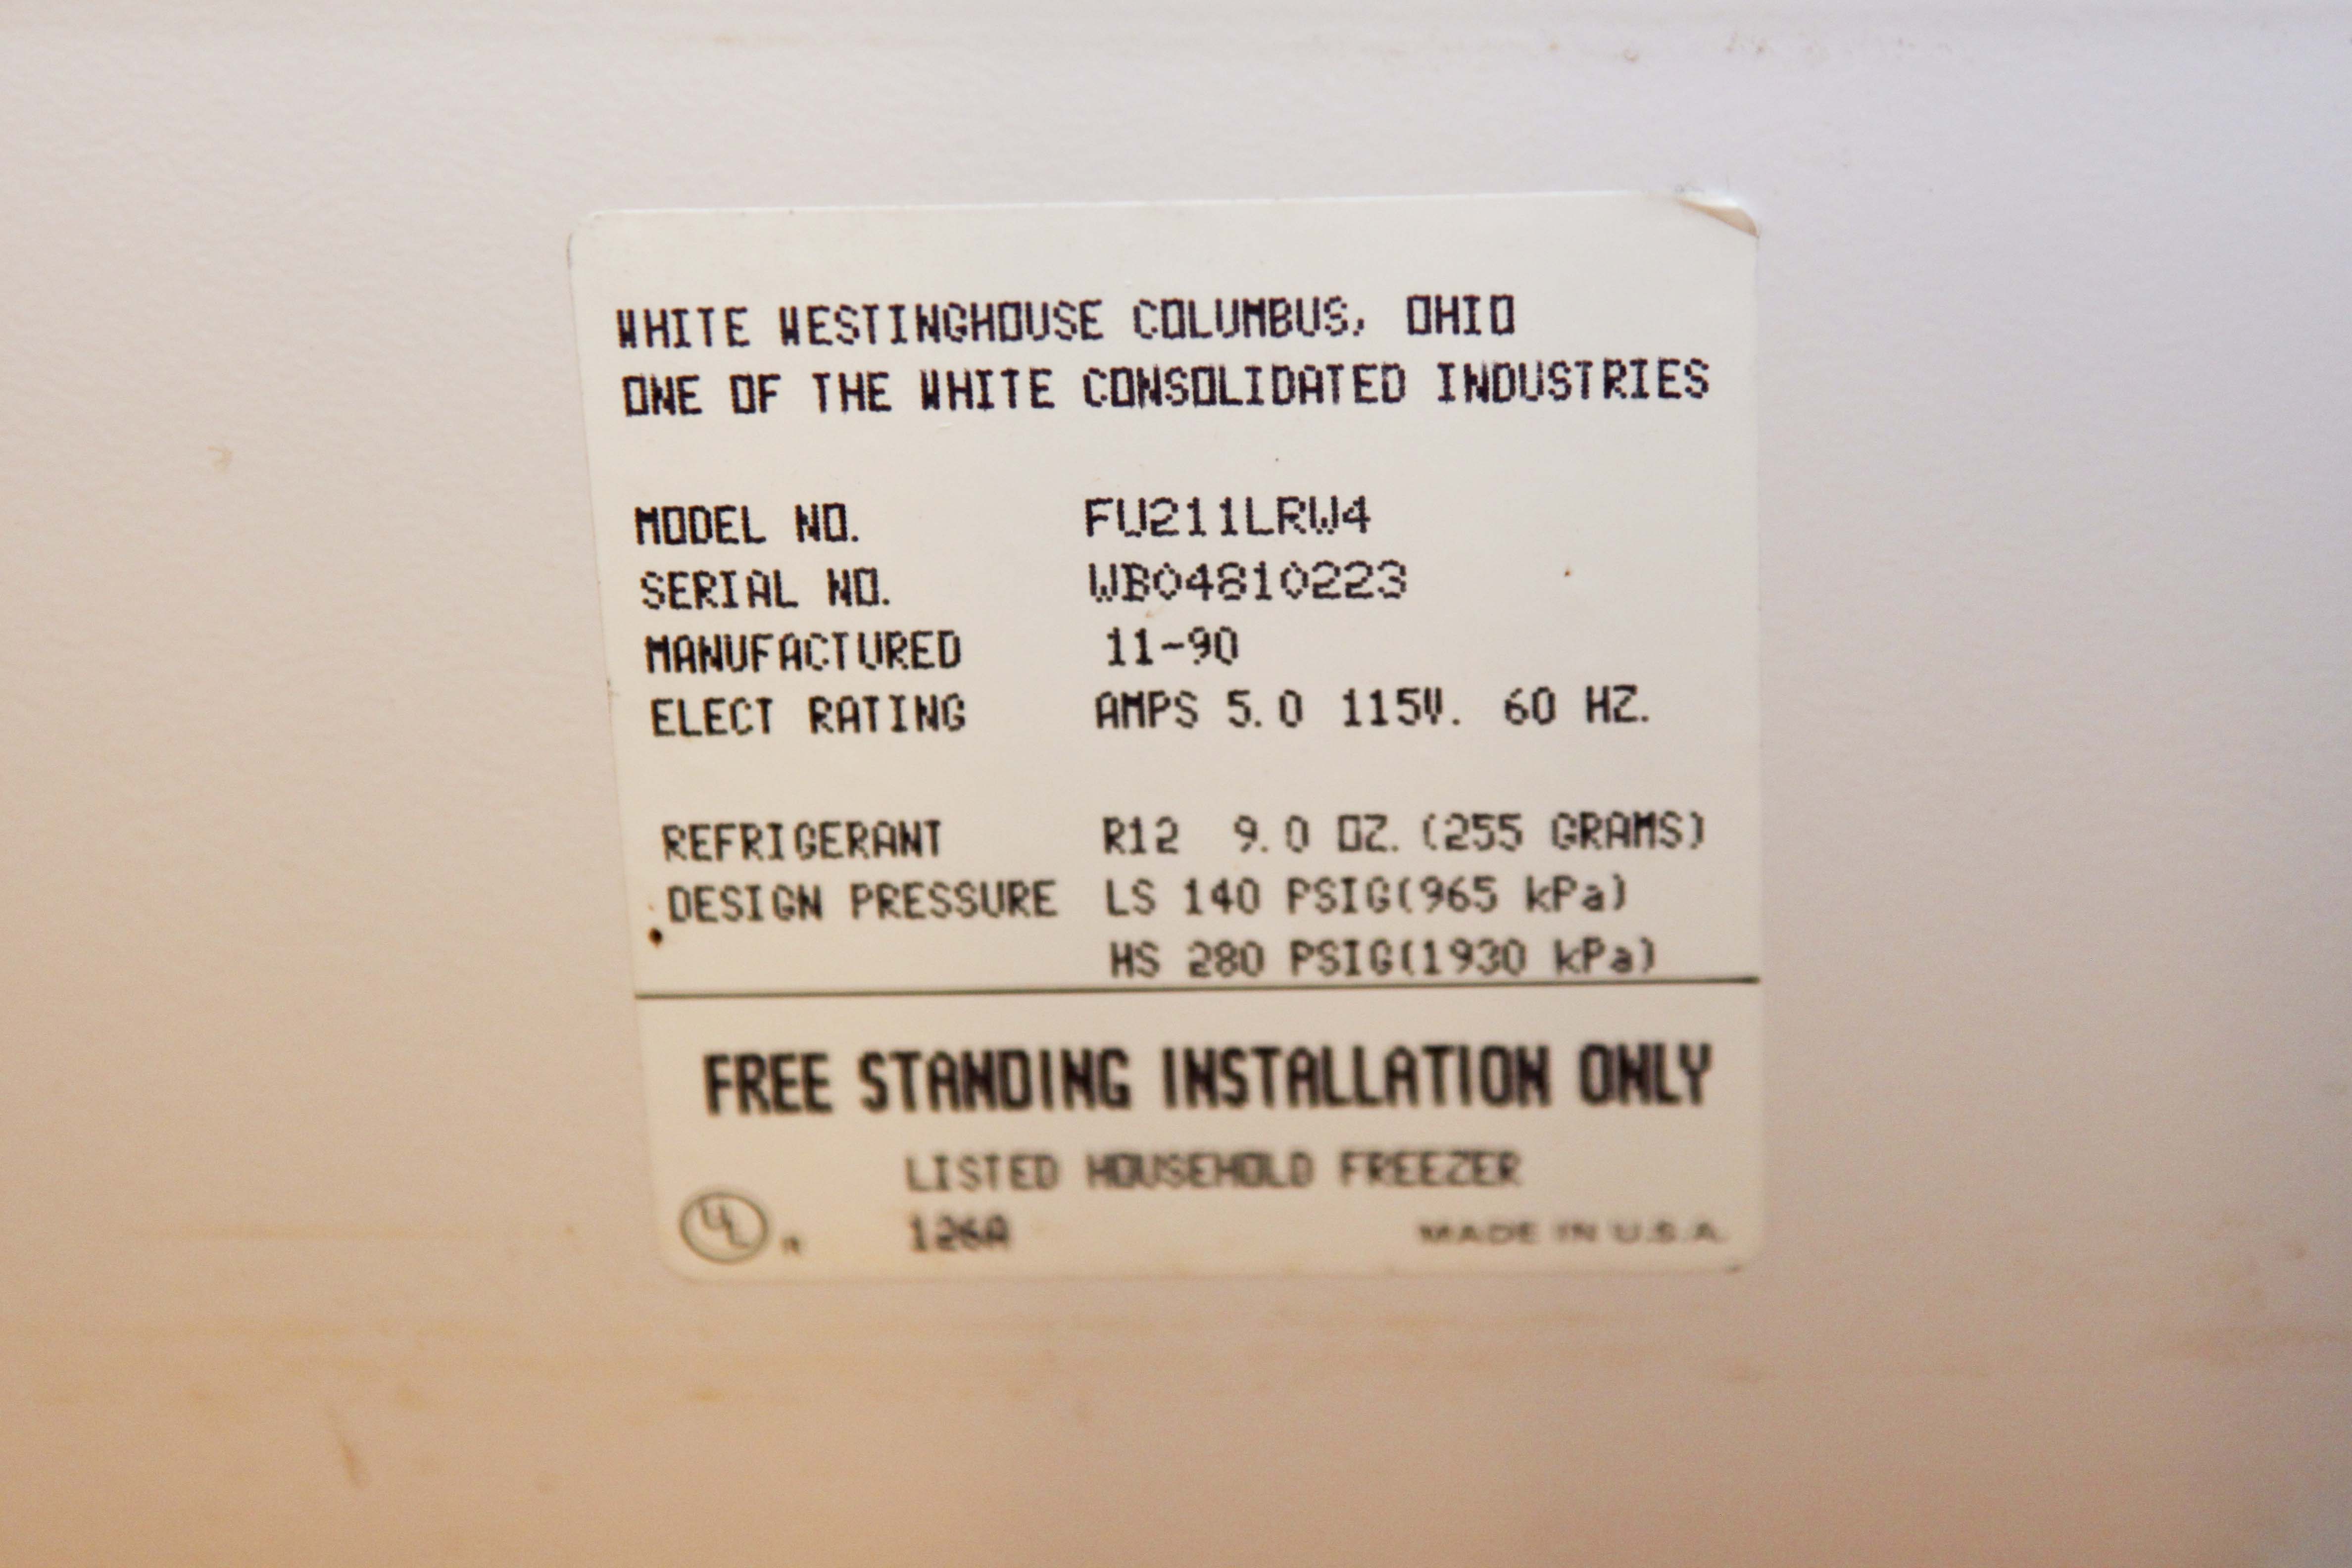 WHITE WESTINGHOUSE COLUMBUS, OHIO
ONE OF THE WHITE CONSOLIDATED INDUSTRIES
MODEL NO. FU211LRW4
SERIAL NO. WB04810223
MANUFACTURED 11-90
ELECT RATING AMPS 5.0 115V. 60 HZ.
REFRIGERANT R12 9.0 OZ.(255 GRAMS)
DESIGN PRESSURE LS 140 PSIG(965 kPa)
HS 280 PSIG(1930 kPa)
FREE STANDING INSTALLATION ONLY
LISTED HOUSEHOLD FREEZER
UL R 126A MADE IN U.S.A.